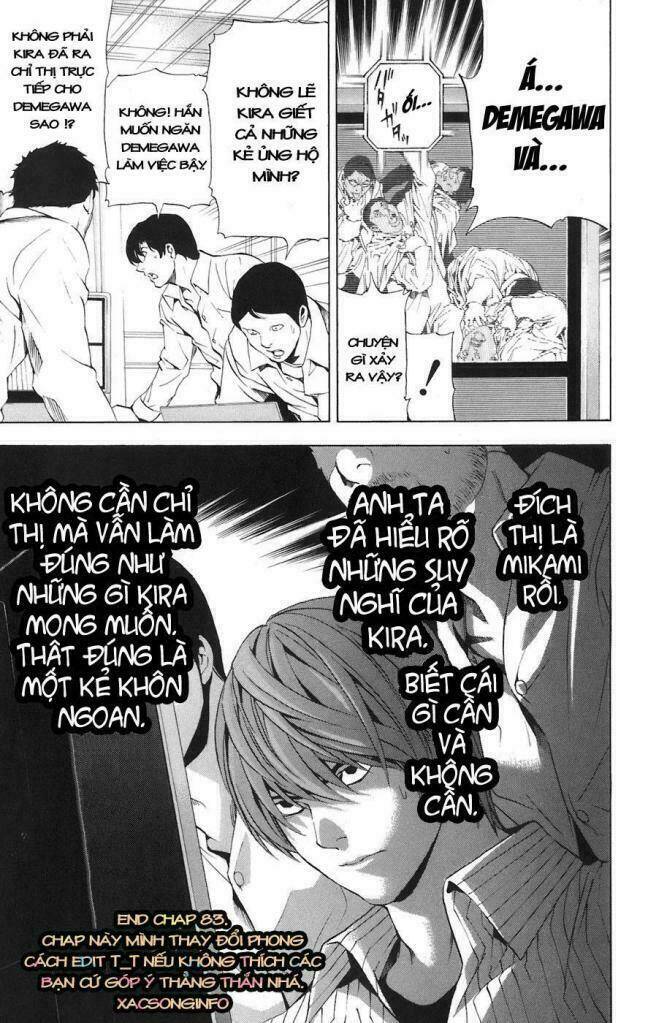 Á...
DEMEGAWA
VÀ...
ỐI...
CHUYỆN
GÌ XẢY
RA VẬY?
!
KHÔNG LẼ
KIRA GIẾT
CẢ NHỮNG
KẺ ỦNG HỘ
MÌNH?
KHÔNG! HẮN
MUỐN NGĂN
DEMEGAWA
LÀM VIỆC BẬY.
KHÔNG PHẢI
KIRA ĐÃ RA
CHỈ THỊ TRỰC
TIẾP CHO
DEMEGAWA
SAO !?
ĐÍCH
THỊ LÀ
MIKAMI
RỒI.
ANH TA
ĐÃ HIỂU RÕ
NHỮNG SUY
NGHĨ CỦA
KIRA.
BIẾT CÁI
GÌ CẦN
VÀ
KHÔNG
CẦN.
KHÔNG CẦN CHỈ
THỊ MÀ VẪN LÀM
ĐÚNG NHƯ
NHỮNG GÌ KIRA
MONG MUỐN.
THẬT ĐÚNG LÀ
MỘT KẺ KHÔN
NGOAN.
END CHAP 83.
CHAP NÀY MÌNH THAY ĐỔI PHONG
CÁCH EDIT T_T NẾU KHÔNG THÍCH CÁC
BẠN CỨ GÓP Ý THẲNG THẮN NHÁ.
XACSONG.INFO